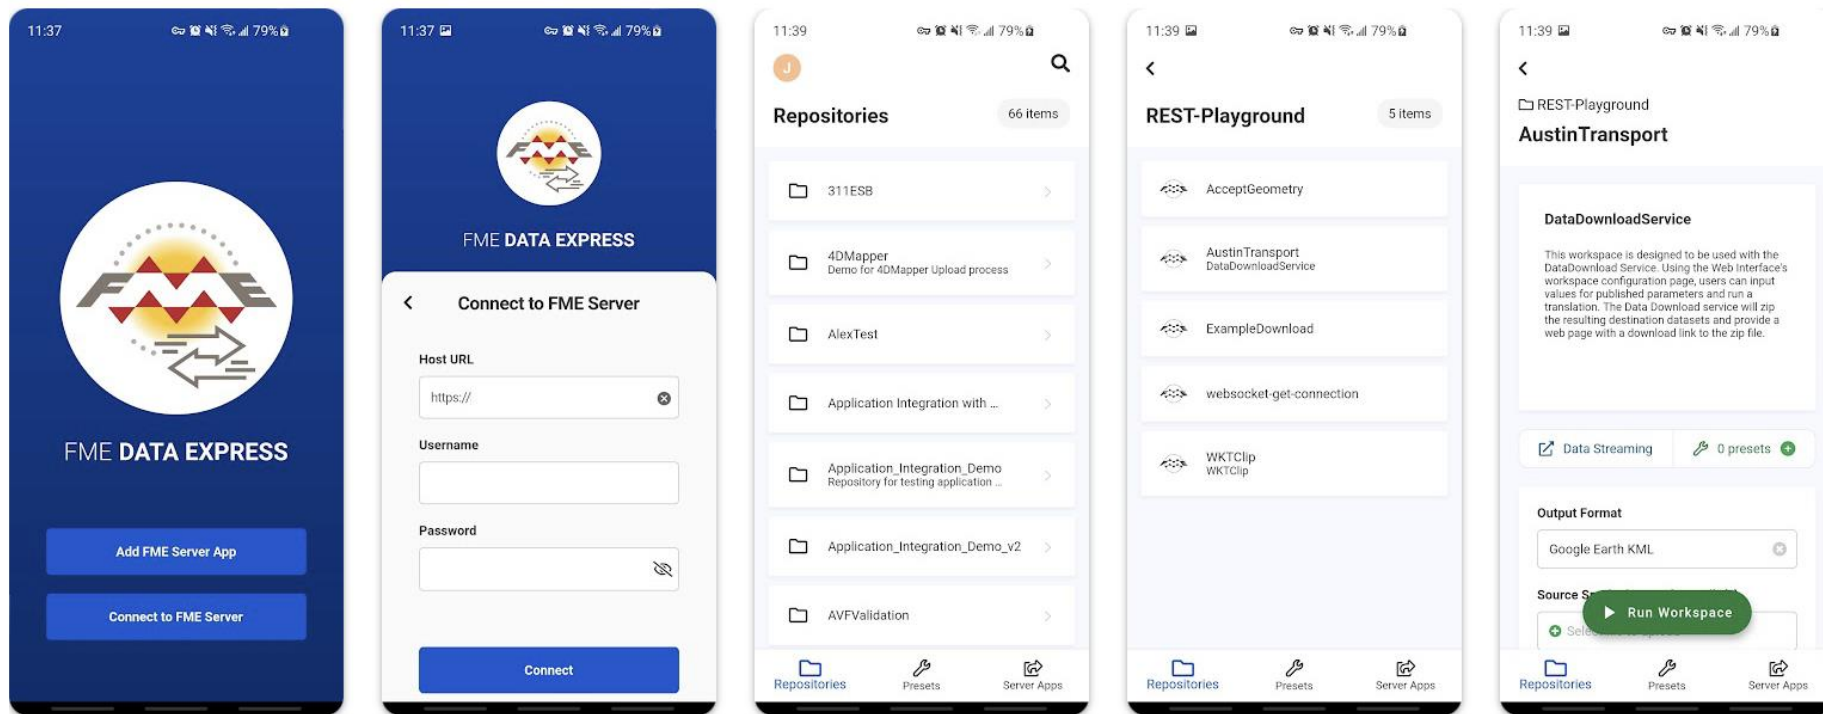 11:37
79%
FME
FME DATA EXPRESS
Add FME Server App
Connect to FME Server
11:37
79%
FME
FME DATA EXPRESS
Connect to FME Server
Host URL
https://
Username
Password
Connect
11:39
79%
J
Repositories
66 items
311ESB
4DMapper
Demo for 4DMapper Upload process
AlexTest
Application Integration with ...
Application_Integration_Demo
Repository for testing application ...
Application_Integration_Demo_v2
AVFValidation
Repositories
Presets
Server Apps
11:39
79%
REST-Playground
5 items
AcceptGeometry
AustinTransport
DataDownloadService
ExampleDownload
websocket-get-connection
WKTClip
WKTClip
Repositories
Presets
Server Apps
11:39
79%
REST-Playground
AustinTransport
DataDownloadService
This workspace is designed to be used with the
DataDownload Service. Using the Web Interface's
workspace configuration page, users can input
values for published parameters and run a
translation. The Data Download service will zip
the resulting destination datasets and provide a
web page with a download link to the zip file.
Data Streaming
0 presets
Output Format
Google Earth KML
Source
Run Workspace
Repositories
Presets
Server Apps